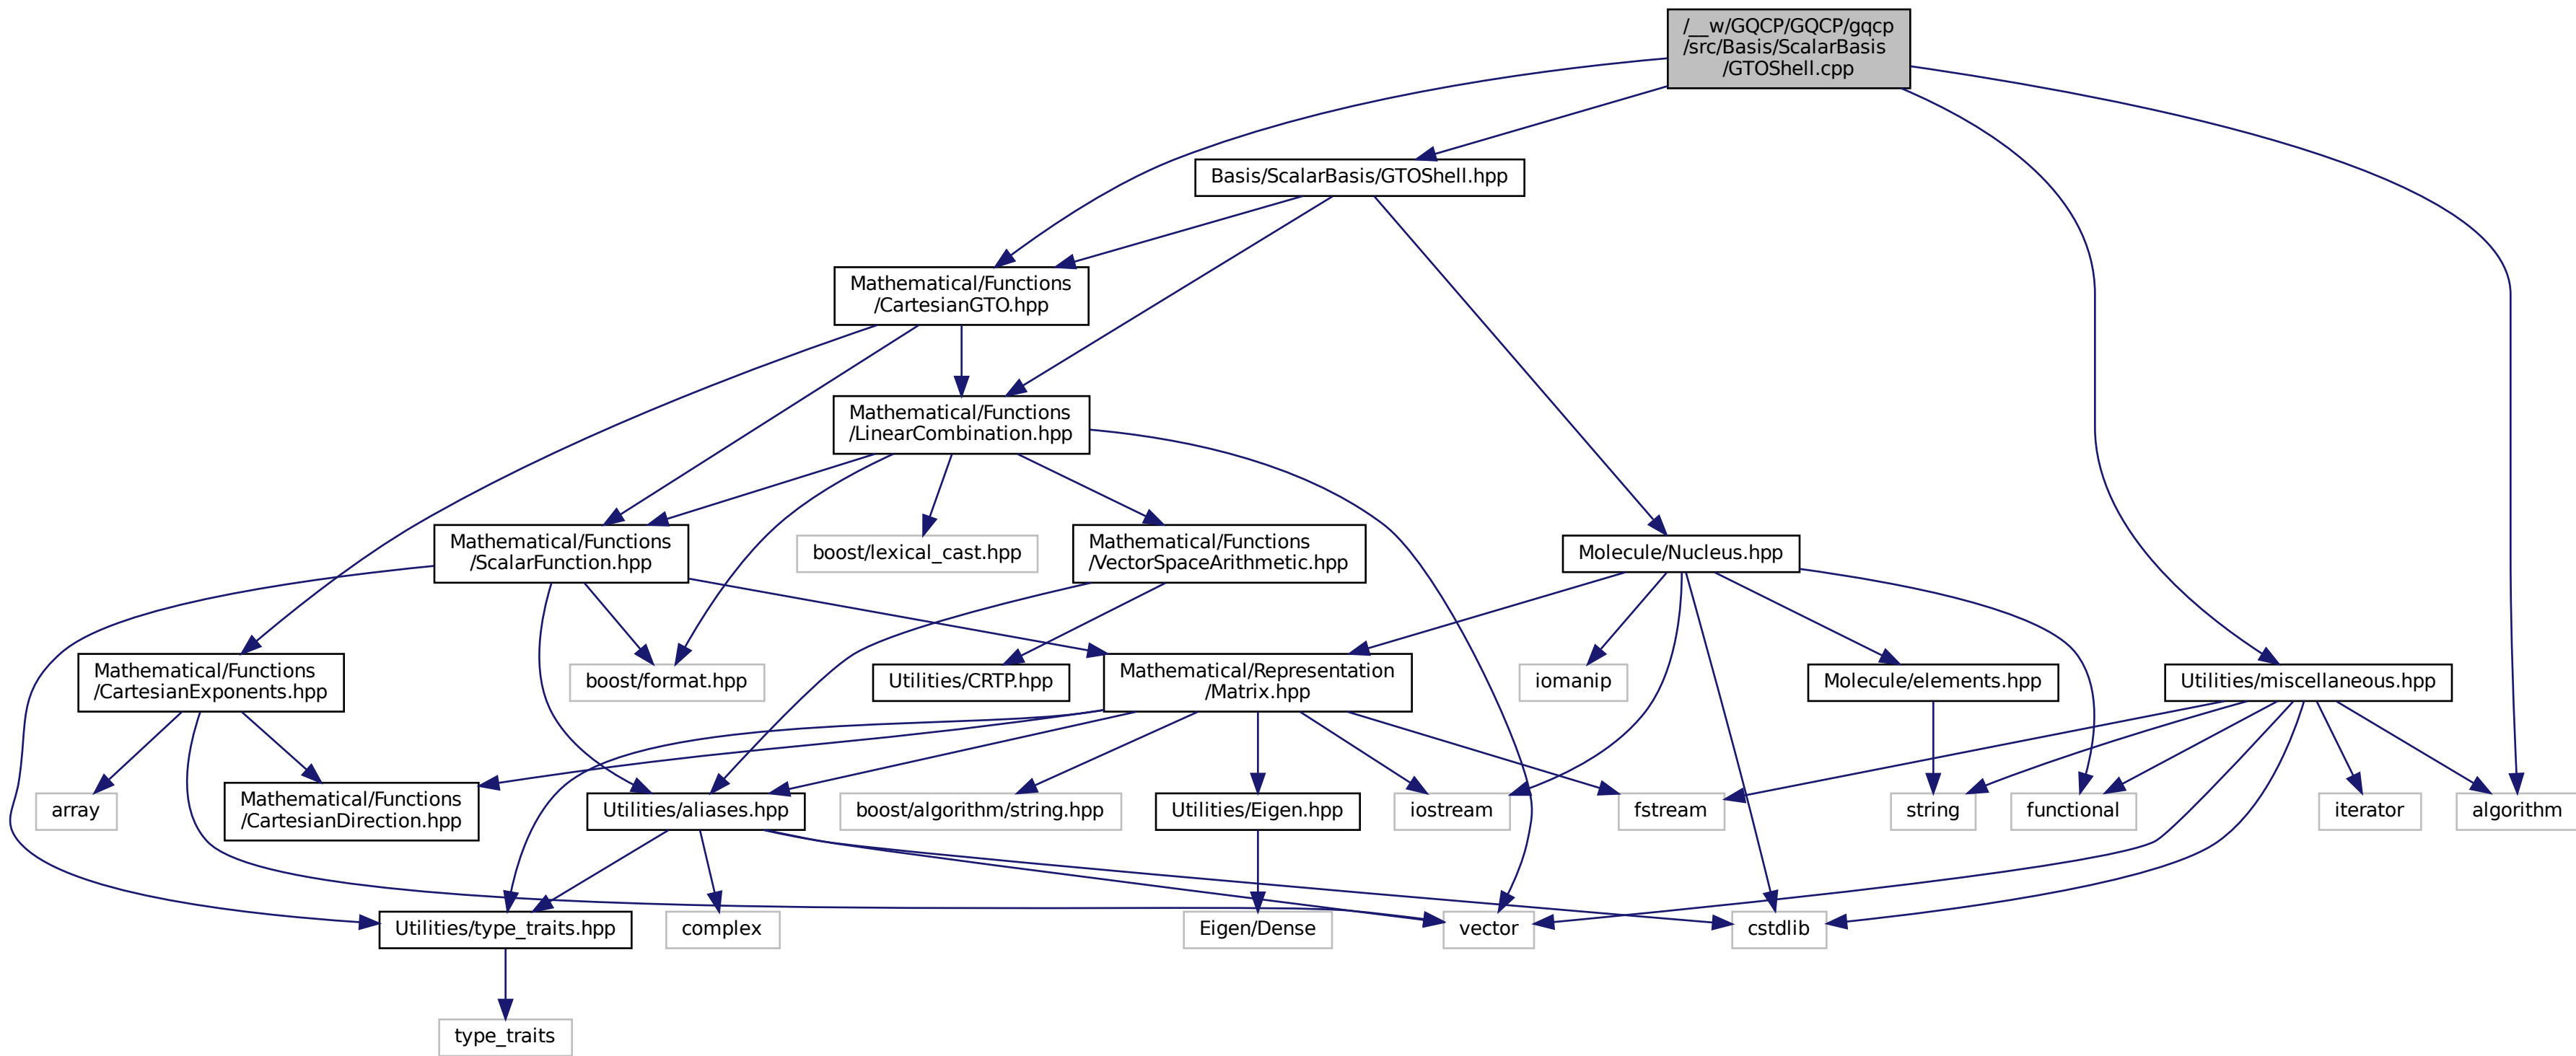 /__w/GQCP/GQCP/gqcp
/src/Basis/ScalarBasis
/GTOShell.cpp
Basis/ScalarBasis/GTOShell.hpp
Mathematical/Functions
/CartesianGTO.hpp
Mathematical/Functions
/LinearCombination.hpp
Mathematical/Functions
/ScalarFunction.hpp
boost/lexical_cast.hpp
Mathematical/Functions
/VectorSpaceArithmetic.hpp
Molecule/Nucleus.hpp
Mathematical/Functions
/CartesianExponents.hpp
boost/format.hpp
Utilities/CRTP.hpp
Mathematical/Representation
/Matrix.hpp
iomanip
Molecule/elements.hpp
Utilities/miscellaneous.hpp
array
Mathematical/Functions
/CartesianDirection.hpp
Utilities/aliases.hpp
boost/algorithm/string.hpp
Utilities/Eigen.hpp
iostream
fstream
string
functional
iterator
algorithm
Utilities/type_traits.hpp
complex
Eigen/Dense
vector
cstdlib
type_traits